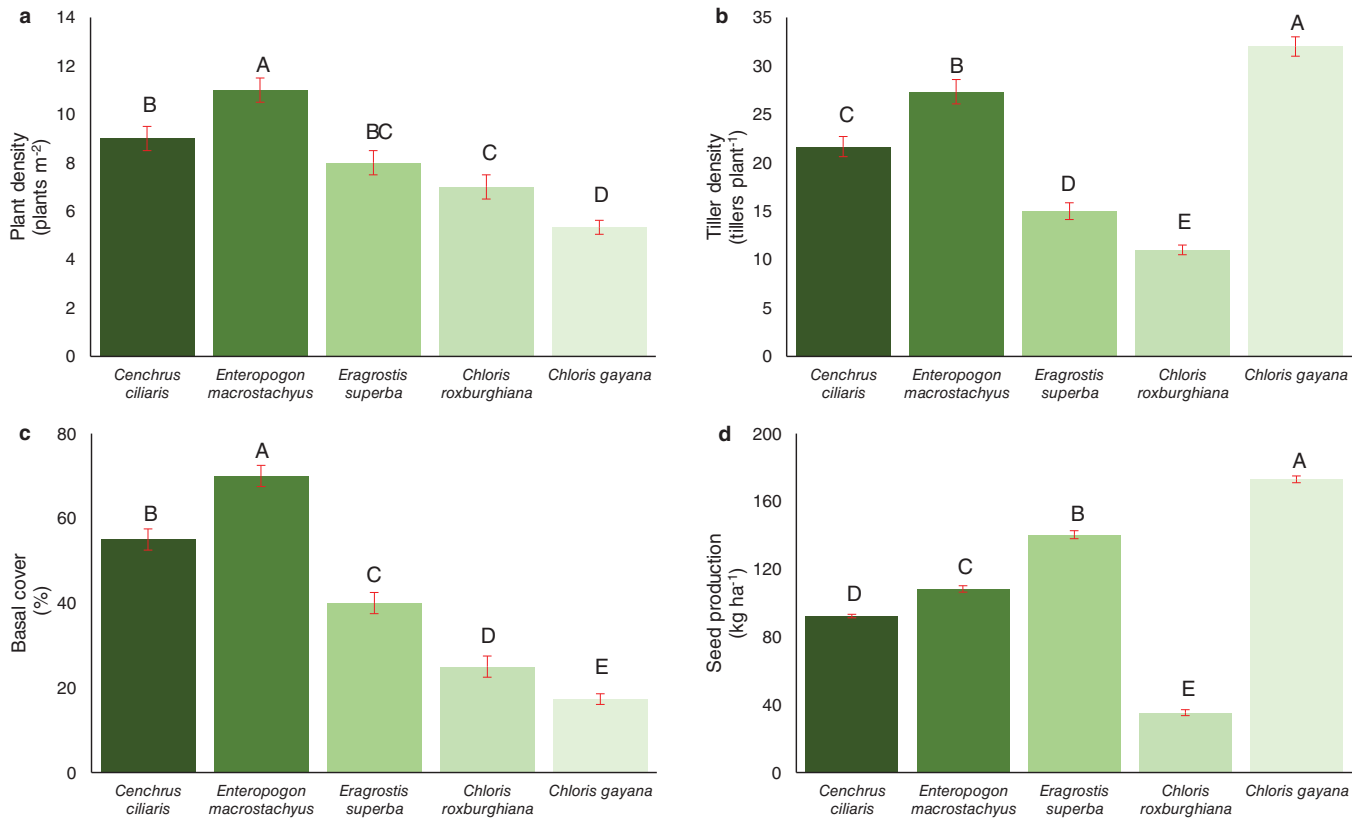 a
Plant density
(plants m⁻²)
14
12
10
8
6
4
2
0
B
A
BC
C
D
Cenchrus
ciliaris
Enteropogon
macrostachyus
Eragrostis
superba
Chloris
roxburghiana
Chloris gayana
b
Tiller density
(tillers plant⁻¹)
35
30
25
20
15
10
5
0
C
B
D
E
A
Cenchrus
ciliaris
Enteropogon
macrostachyus
Eragrostis
superba
Chloris
roxburghiana
Chloris gayana
c
Basal cover
(%)
80
60
40
20
0
B
A
C
D
E
Cenchrus
ciliaris
Enteropogon
macrostachyus
Eragrostis
superba
Chloris
roxburghiana
Chloris gayana
d
Seed production
(kg ha⁻¹)
200
160
120
80
40
0
D
C
B
E
A
Cenchrus
ciliaris
Enteropogon
macrostachyus
Eragrostis
superba
Chloris
roxburghiana
Chloris gayana